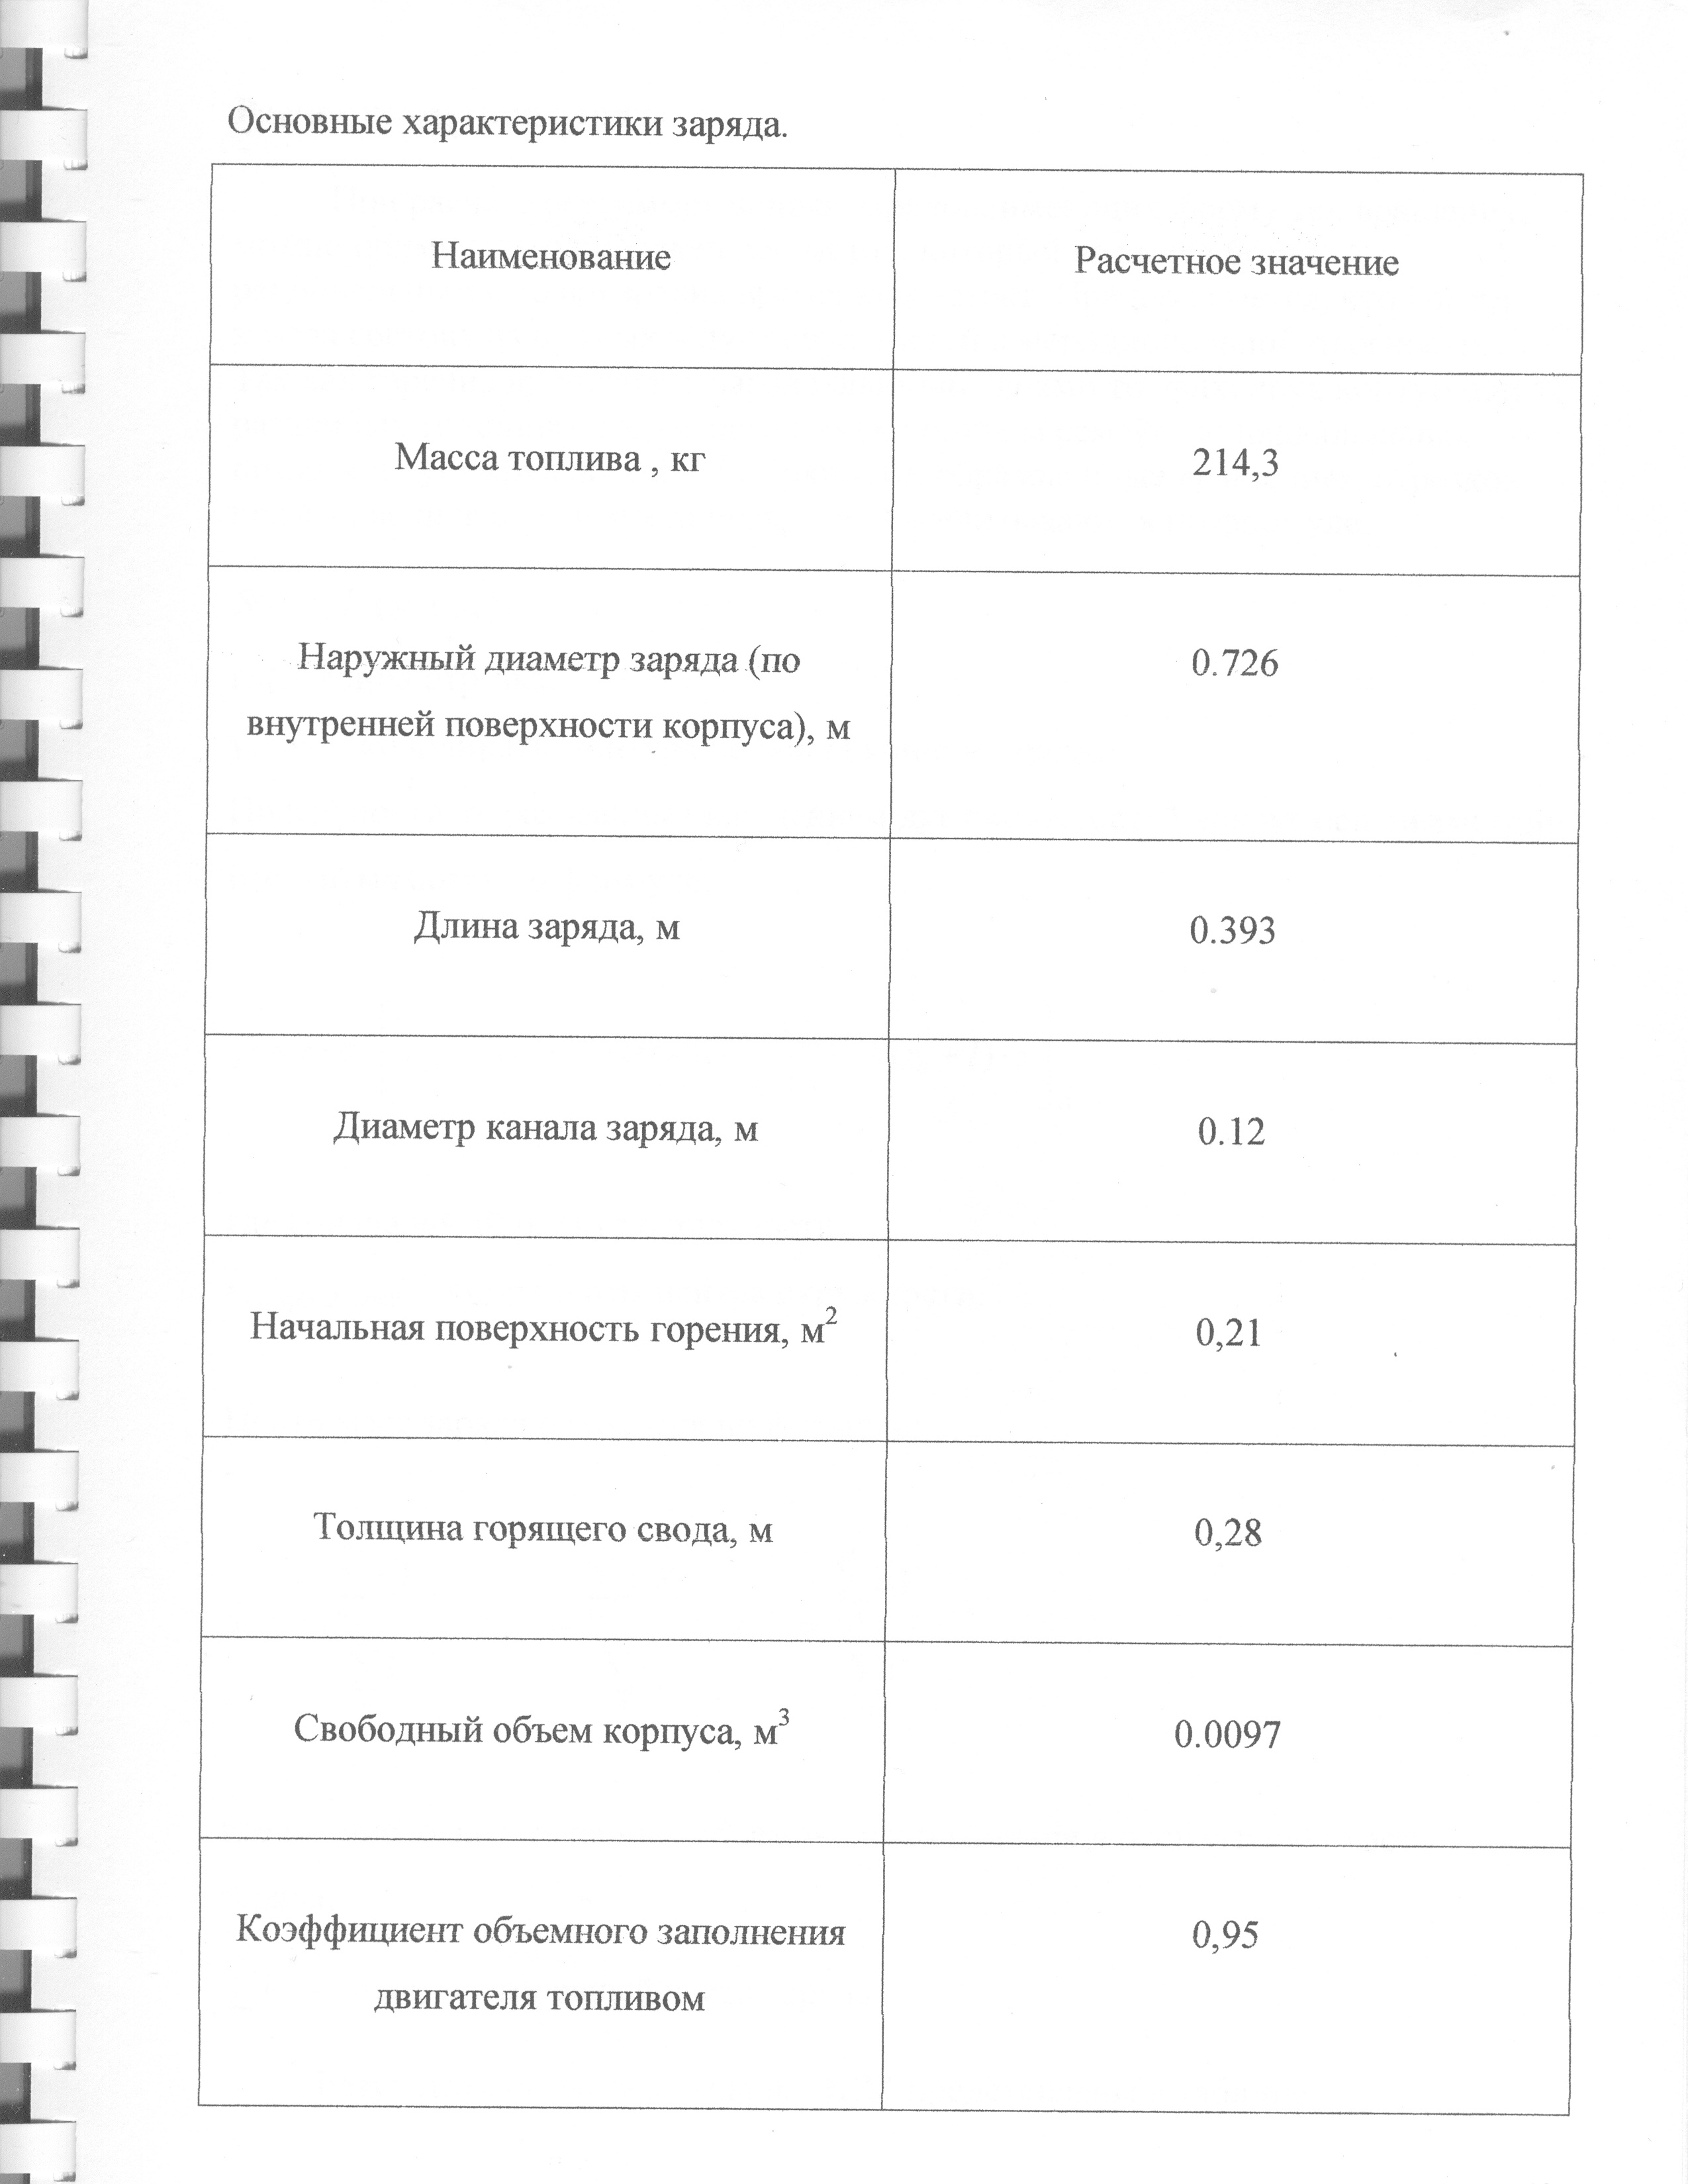 Основные характеристики заряда.
Наименование
Расчетное значение
Масса топлива , кг
214,3
Наружный диаметр заряда (по
внутренней поверхности корпуса), м
0.726
Длина заряда, м
0.393
Диаметр канала заряда, м
0.12
Начальная поверхность горения, м²
0,21
Толщина горящего свода, м
0,28
Свободный объем корпуса, м³
0.0097
Коэффициент объемного заполнения
двигателя топливом
0,95